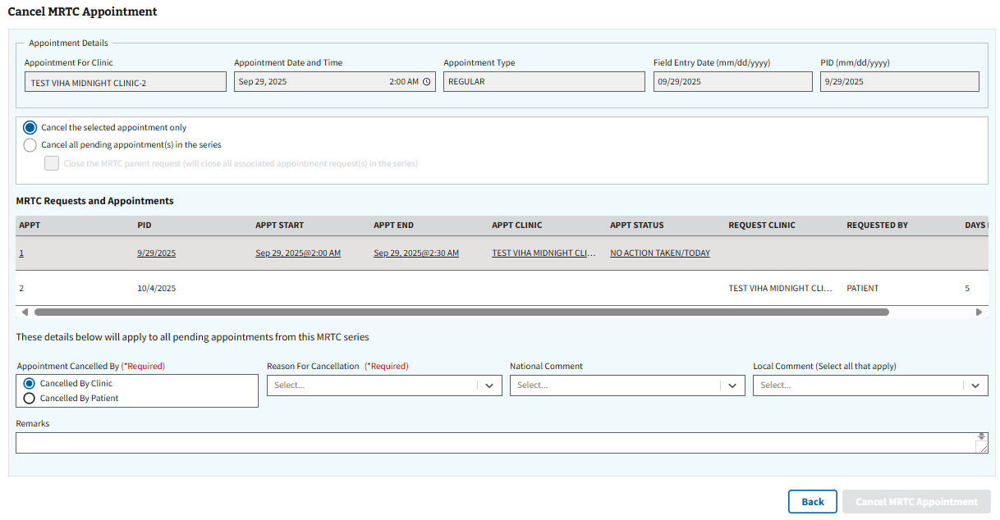 Cancel MRTC Appointment
Appointment Details
Appointment For Clinic Appointment Date and Time Appointment Type Field Entry Date (mm/dd/yyyy) PID (mm/dd/yyyy)
TEST VIHA MIDNIGHT CLINIC-2 Sep 29, 2025 2:00 AM REGULAR 09/29/2025 9/29/2025
Cancel the selected appointment only
Cancel all pending appointment(s) in the series
Close the MRTC parent request (will close all associated appointment request(s) in the series)
MRTC Requests and Appointments
APPT PID APPT START APPT END APPT CLINIC APPT STATUS REQUEST CLINIC REQUESTED BY DAYS
1 9/29/2025 Sep 29, 2025@2:00 AM Sep 29, 2025@2:30 AM TEST VIHA MIDNIGHT CLI... NO ACTION TAKEN/TODAY
2 10/4/2025 TEST VIHA MIDNIGHT CLI... PATIENT 5
These details below will apply to all pending appointments from this MRTC series
Appointment Cancelled By (*Required) Reason For Cancellation (*Required) National Comment Local Comment (Select all that apply)
Cancelled By Clinic Select... Select... Select...
Cancelled By Patient
Remarks
Back Cancel MRTC Appointment